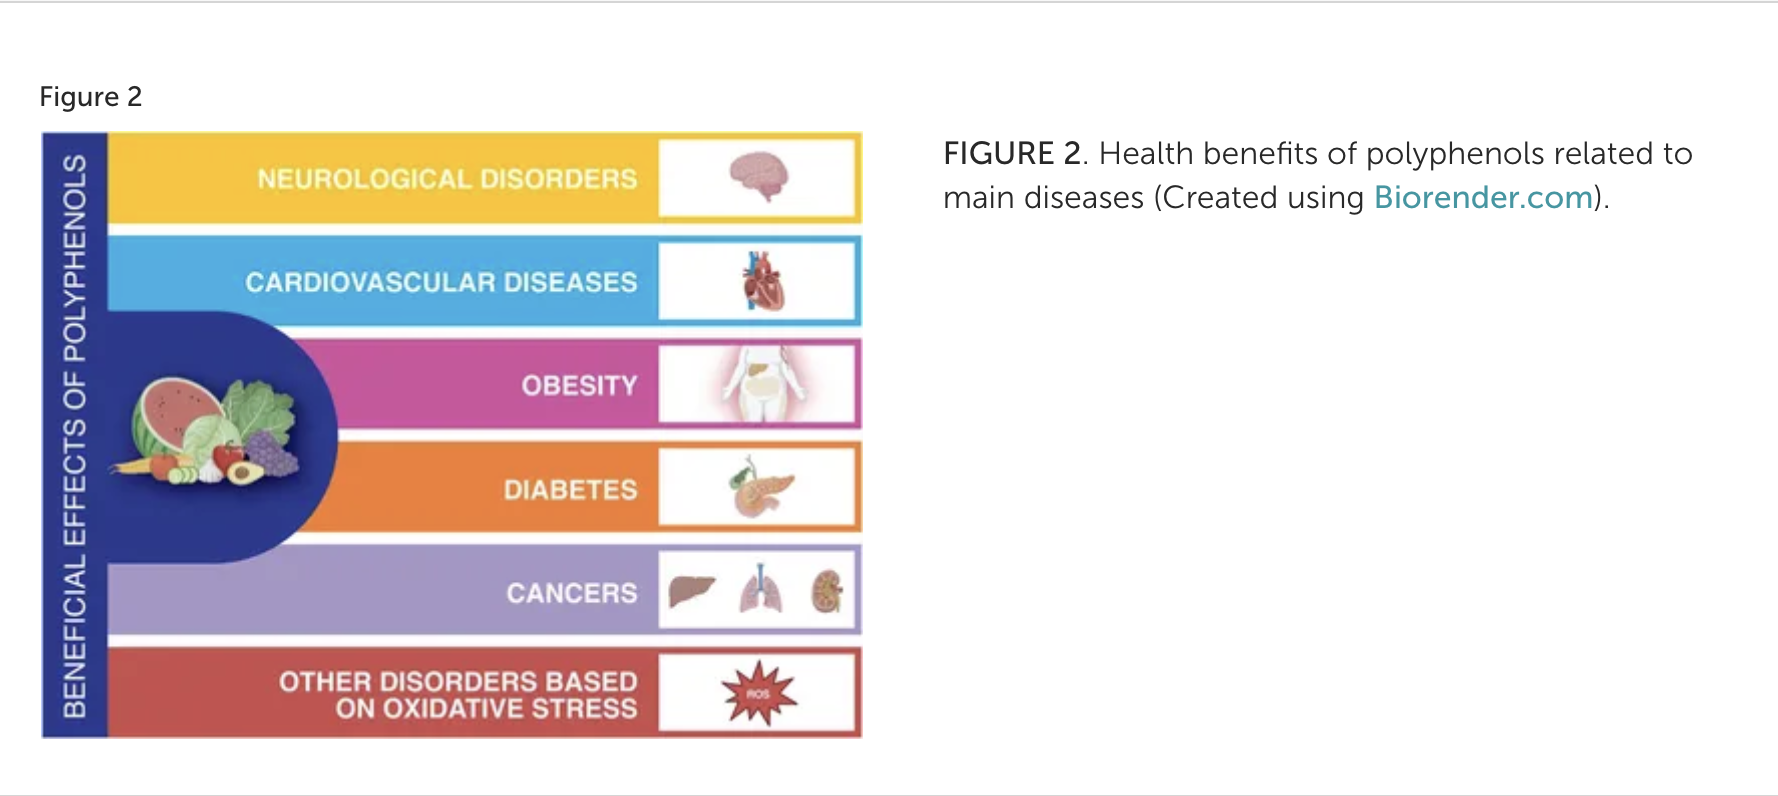 Figure 2
BENEFICIAL EFFECTS OF POLYPHENOLS
NEUROLOGICAL DISORDERS
CARDIOVASCULAR DISEASES
OBESITY
DIABETES
CANCERS
OTHER DISORDERS BASED
ON OXIDATIVE STRESS
ROS
FIGURE 2. Health benefits of polyphenols related to
main diseases (Created using Biorender.com).